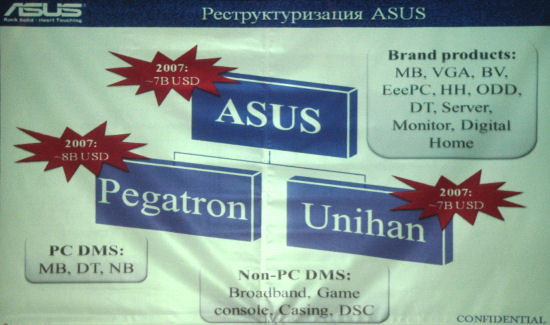 ASUS
Rock Solid · Heart Touching
Реструктуризация ASUS
2007:
~7B USD
ASUS
Brand products:
MB, VGA, BV,
EeePC, HH, ODD,
DT, Server,
Monitor, Digital
Home
2007:
~8B USD
Pegatron
Unihan
2007:
~7B USD
PC DMS:
MB, DT, NB
Non-PC DMS:
Broadband, Game
console, Casing, DSC
CONFIDENTIAL